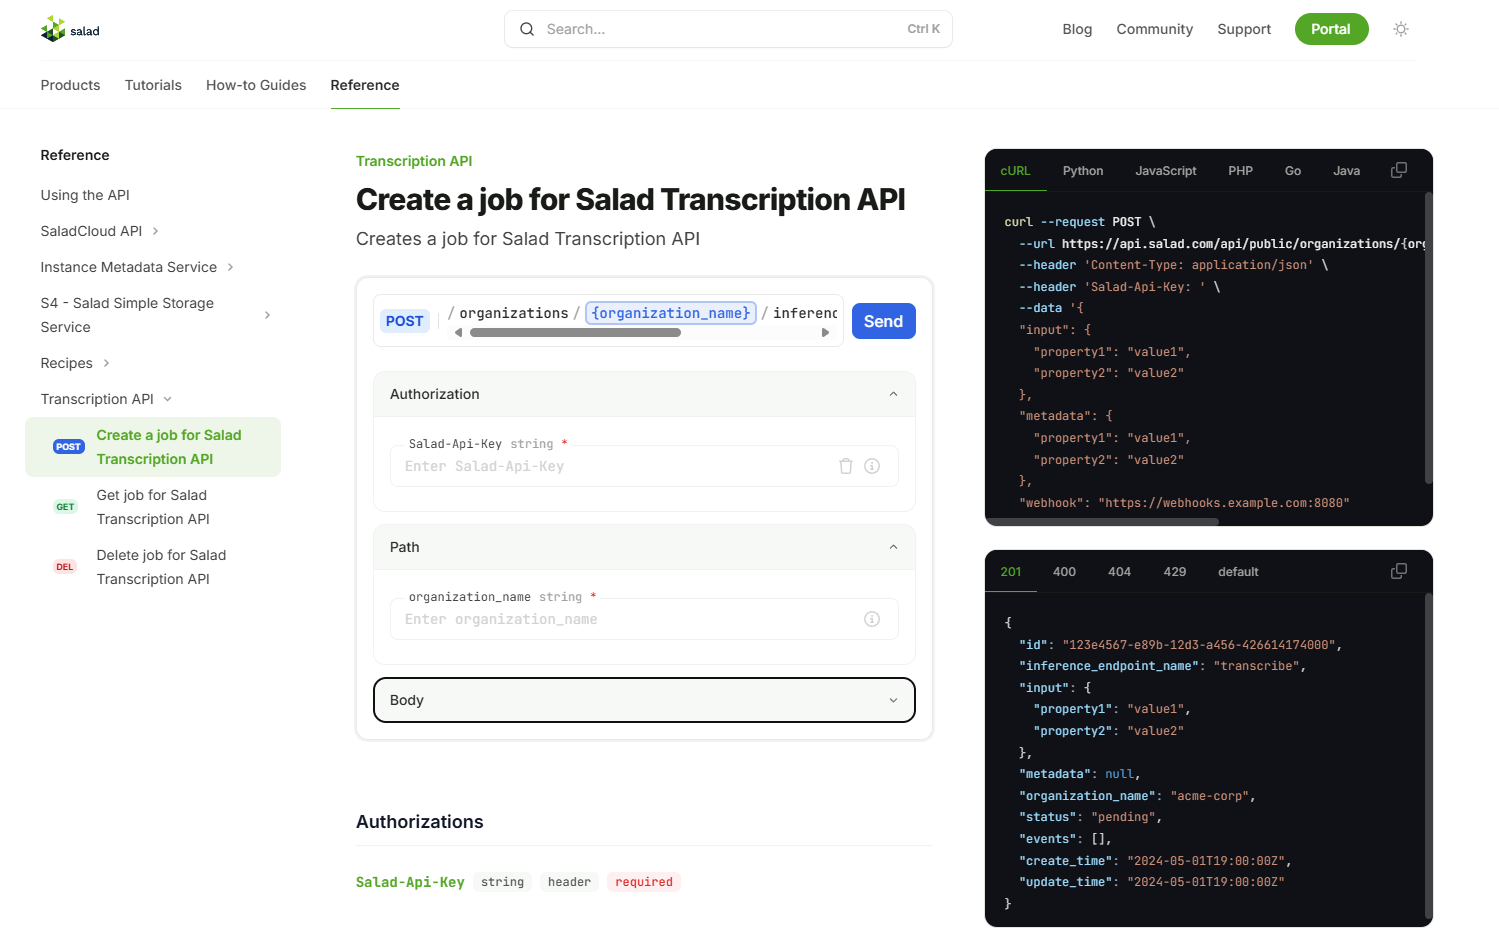 salad
Search...
Ctrl K
Blog
Community
Support
Portal
Products
Tutorials
How-to Guides
Reference
Reference
Using the API
SaladCloud API
Instance Metadata Service
S4 - Salad Simple Storage
Service
Recipes
Transcription API
POST
Create a job for Salad
Transcription API
GET
Get job for Salad
Transcription API
DEL
Delete job for Salad
Transcription API
Transcription API
Create a job for Salad Transcription API
Creates a job for Salad Transcription API
POST
/ organizations / {organization_name} / inferenc
Send
Authorization
Salad-Api-Key string *
Enter Salad-Api-Key
Path
organization_name string *
Enter organization_name
Body
Authorizations
Salad-Api-Key string header required
cURL
Python
JavaScript
PHP
Go
Java
curl --request POST \
--url https://api.salad.com/api/public/organizations/{org
--header 'Content-Type: application/json' \
--header 'Salad-Api-Key: ' \
--data '{
"input": {
"property1": "value1",
"property2": "value2"
},
"metadata": {
"property1": "value1",
"property2": "value2"
},
"webhook": "https://webhooks.example.com:8080"
201
400
404
429
default
{
"id": "123e4567-e89b-12d3-a456-426614174000",
"inference_endpoint_name": "transcribe",
"input": {
"property1": "value1",
"property2": "value2"
},
"metadata": null,
"organization_name": "acme-corp",
"status": "pending",
"events": [],
"create_time": "2024-05-01T19:00:00Z",
"update_time": "2024-05-01T19:00:00Z"
}